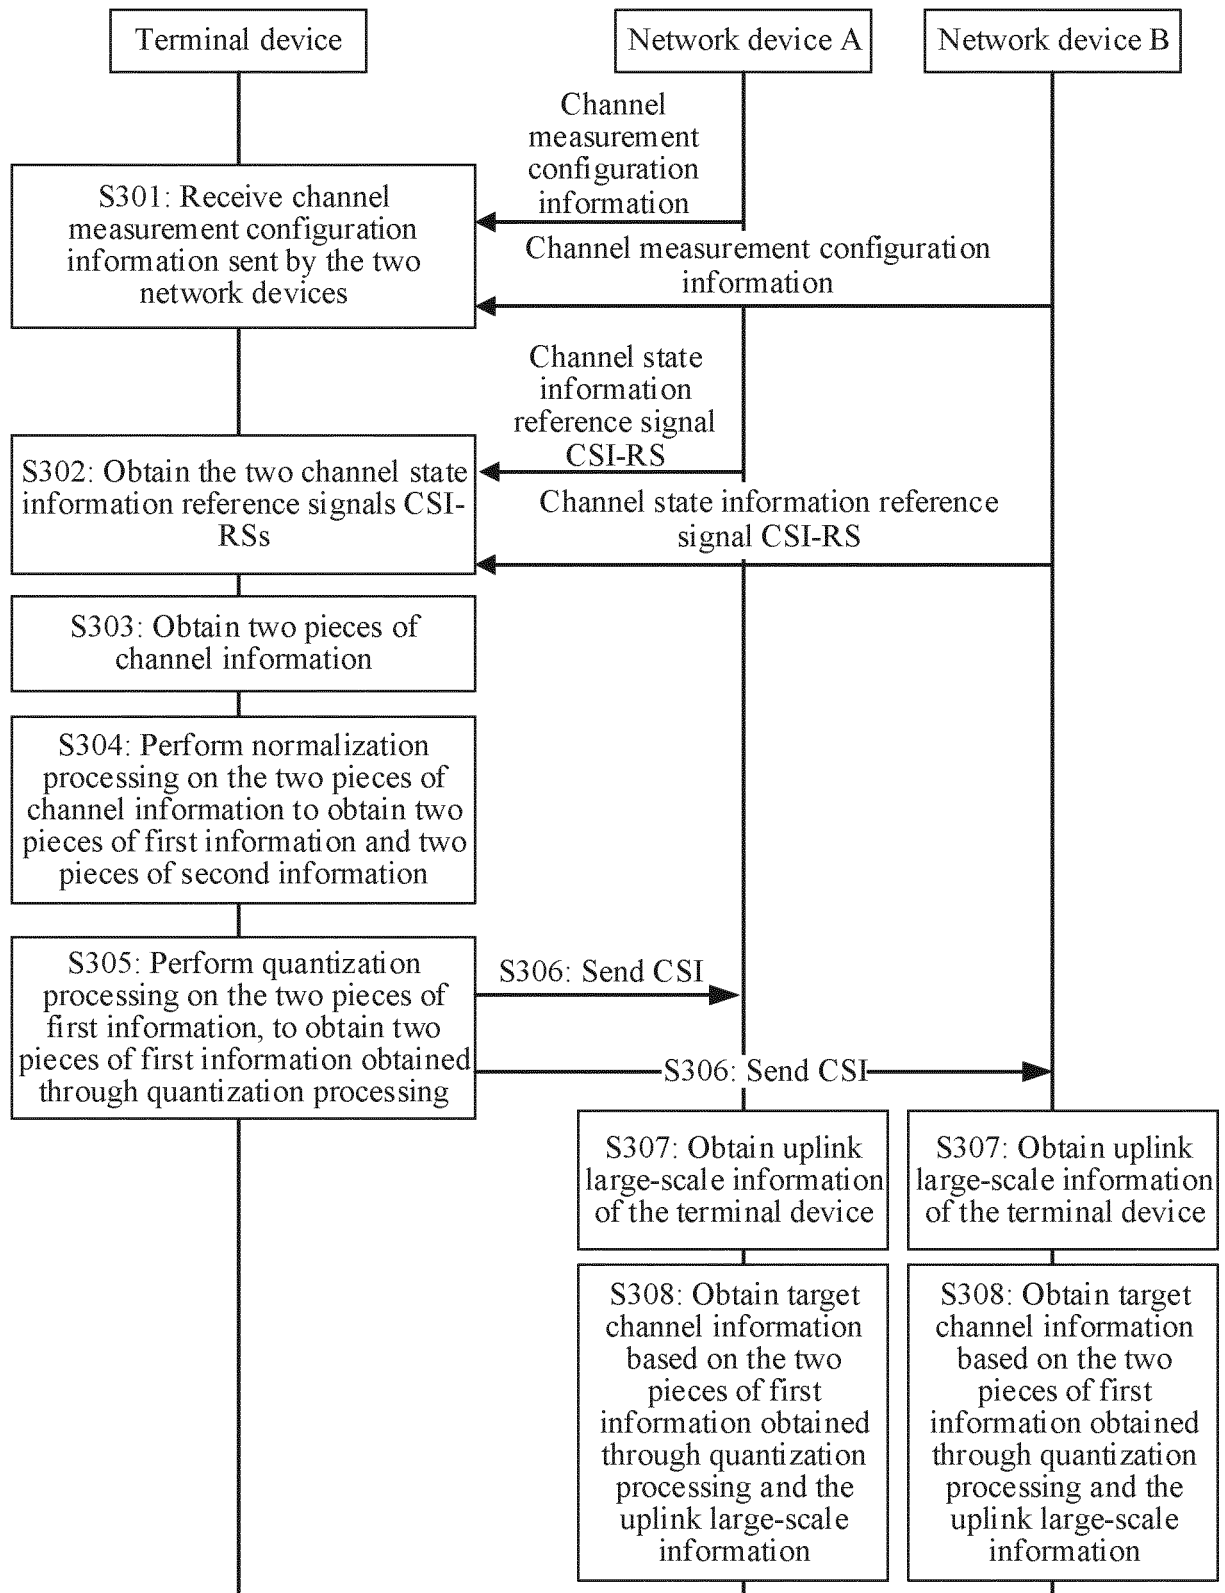 Terminal device
Network device A
Network device B
Channel
measurement
configuration
information
S301: Receive channel
measurement configuration
information sent by the two
network devices
Channel measurement configuration
information
Channel state
information
reference signal
CSI-RS
S302: Obtain the two channel state
information reference signals CSI-
RSs
Channel state information reference
signal CSI-RS
S303: Obtain two pieces of
channel information
S304: Perform normalization
processing on the two pieces of
channel information to obtain two
pieces of first information and two
pieces of second information
S305: Perform quantization
processing on the two pieces of
first information, to obtain two
pieces of first information obtained
through quantization processing
S306: Send CSI
S306: Send CSI
S307: Obtain uplink
large-scale information
of the terminal device
S307: Obtain uplink
large-scale information
of the terminal device
S308: Obtain target
channel information
based on the two
pieces of first
information obtained
through quantization
processing and the
uplink large-scale
information
S308: Obtain target
channel information
based on the two
pieces of first
information obtained
through quantization
processing and the
uplink large-scale
information